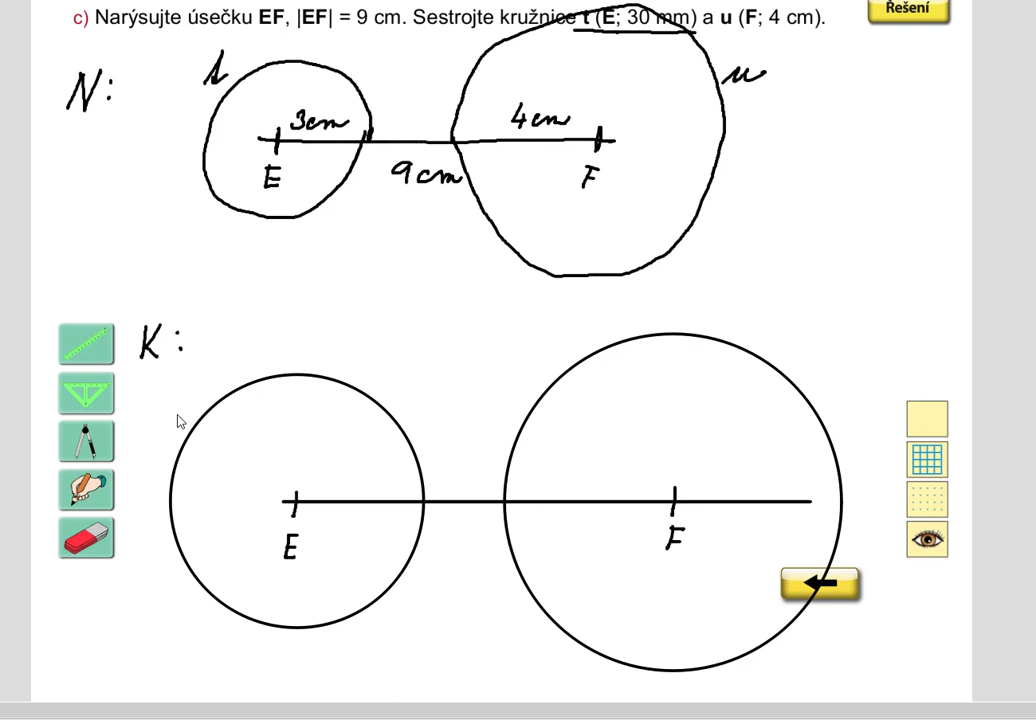 c) Narýsujte úsečku EF, |EF| = 9 cm. Sestrojte kružnice t (E; 30 mm) a u (F; 4 cm).
Řešení
N:
t
u
3cm
4cm
E
9cm
F
K:
E
F